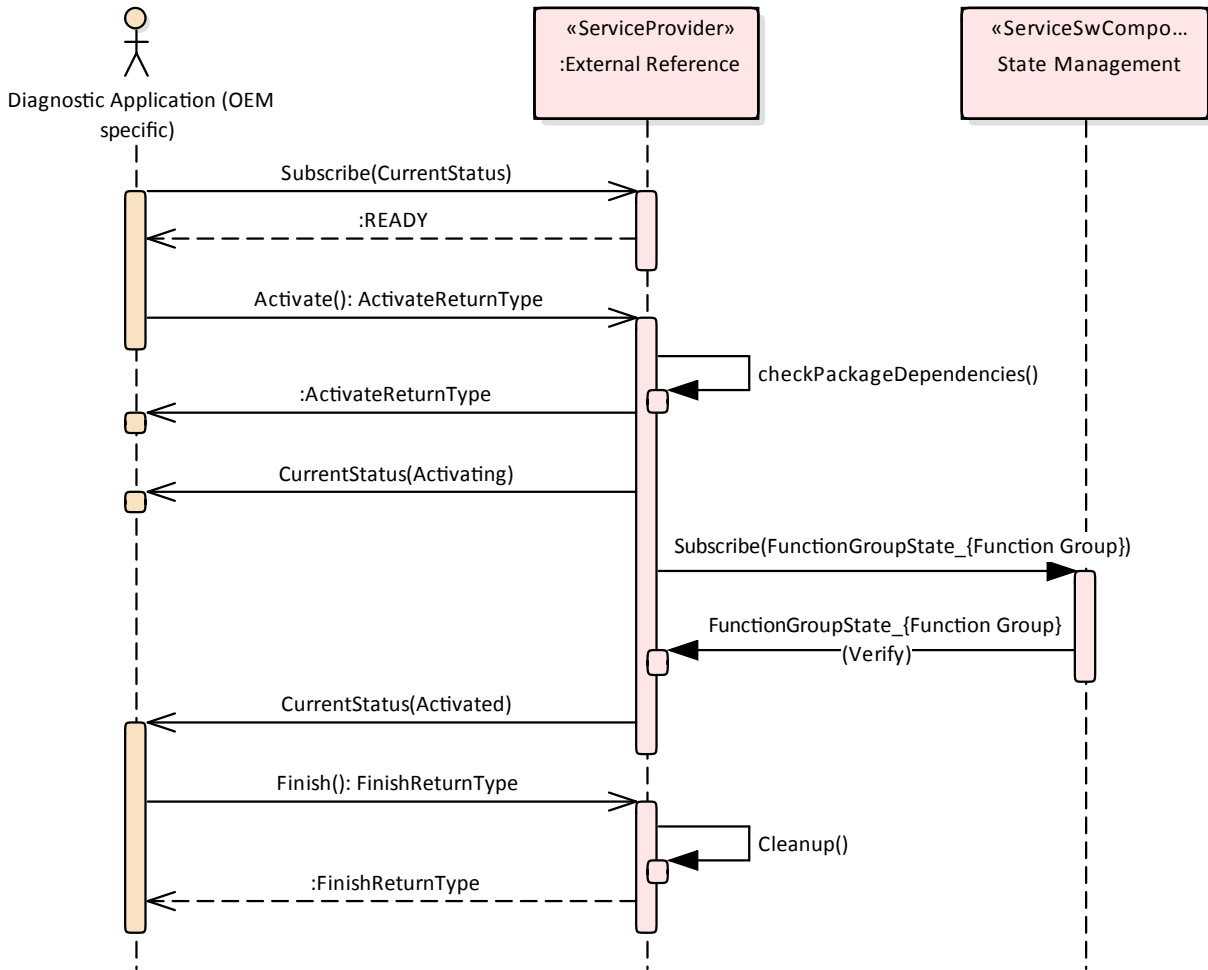 «ServiceProvider»
:External Reference
«ServiceSwCompo...
State Management
Diagnostic Application (OEM
specific)
Subscribe(CurrentStatus)
:READY
Activate(): ActivateReturnType
checkPackageDependencies()
:ActivateReturnType
CurrentStatus(Activating)
Subscribe(FunctionGroupState_{Function Group})
FunctionGroupState_{Function Group}
(Verify)
CurrentStatus(Activated)
Finish(): FinishReturnType
Cleanup()
:FinishReturnType